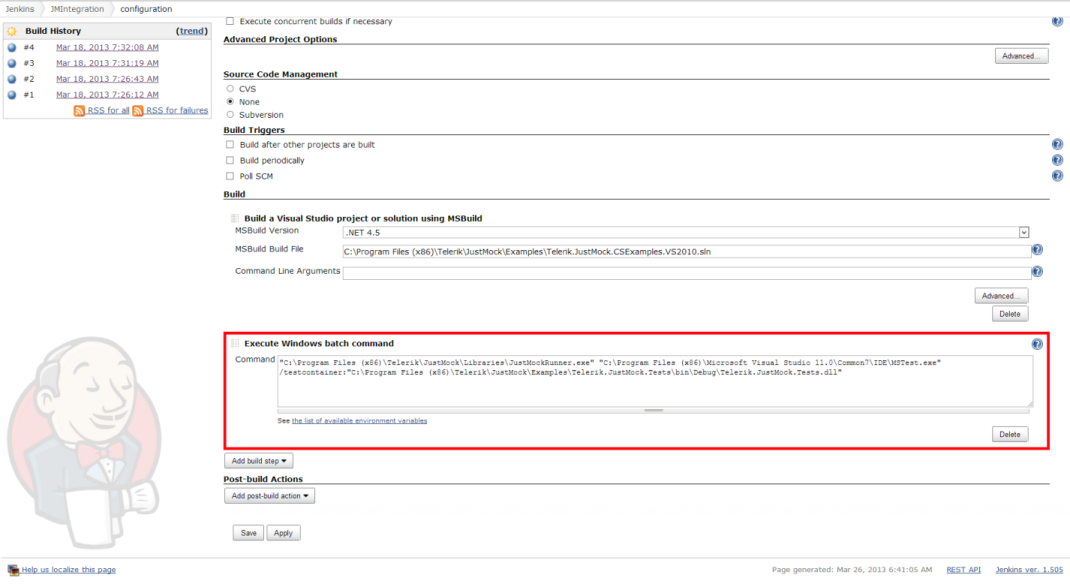 Jenkins JMIntegration configuration
Build History (trend)
#4 Mar 18, 2013 7:32:08 AM
#3 Mar 18, 2013 7:31:19 AM
#2 Mar 18, 2013 7:26:43 AM
#1 Mar 18, 2013 7:26:12 AM
RSS for all RSS for failures
Execute concurrent builds if necessary
Advanced Project Options
Advanced...
Source Code Management
CVS
None
Subversion
Build Triggers
Build after other projects are built
Build periodically
Poll SCM
Build
Build a Visual Studio project or solution using MSBuild
MSBuild Version .NET 4.5
MSBuild Build File C:\Program Files (x86)\Telerik\JustMock\Examples\Telerik.JustMock.CSExamples.VS2010.sln
Command Line Arguments
Advanced...
Delete
Execute Windows batch command
Command "C:\Program Files (x86)\Telerik\JustMock\Libraries\JustMockRunner.exe" "C:\Program Files (x86)\Microsoft Visual Studio 11.0\Common7\IDE\MSTest.exe"
/testcontainer:"C:\Program Files (x86)\Telerik\JustMock\Examples\Telerik.JustMock.Tests\bin\Debug\Telerik.JustMock.Tests.dll"
See the list of available environment variables
Delete
Add build step
Post-build Actions
Add post-build action
Save Apply
Help us localize this page Page generated: Mar 26, 2013 6:41:05 AM REST API Jenkins ver. 1.505